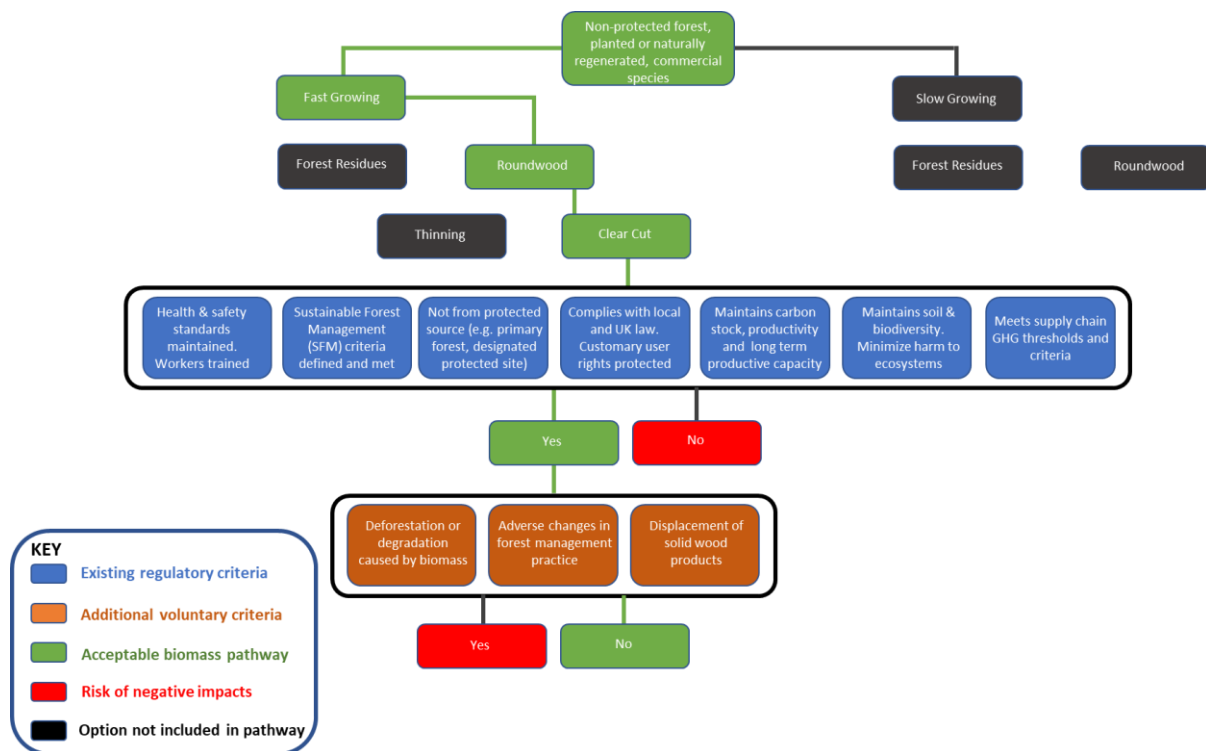 Non-protected forest,
planted or naturally
regenerated, commercial
species
Fast Growing
Slow Growing
Forest Residues
Roundwood
Forest Residues
Roundwood
Thinning
Clear Cut
Health & safety
standards
maintained.
Workers trained
Sustainable Forest
Management
(SFM) criteria
defined and met
Not from protected
source (e.g. primary
forest, designated
protected site)
Complies with local
and UK law.
Customary user
rights protected
Maintains carbon
stock, productivity
and long term
productive capacity
Maintains soil &
biodiversity.
Minimize harm to
ecosystems
Meets supply chain
GHG thresholds and
criteria
Yes
No
Deforestation or
degradation
caused by biomass
Adverse changes in
forest management
practice
Displacement of
solid wood
products
Yes
No
KEY
Existing regulatory criteria
Additional voluntary criteria
Acceptable biomass pathway
Risk of negative impacts
Option not included in pathway